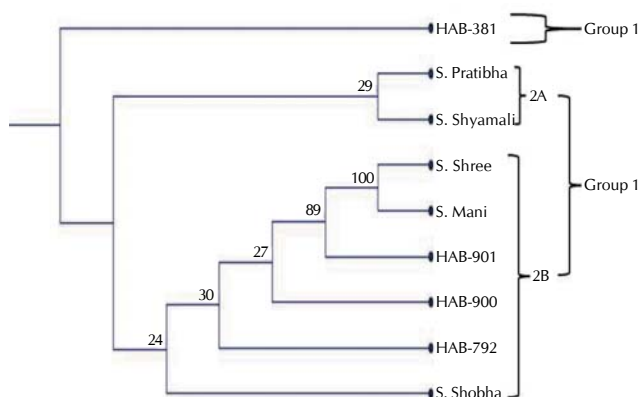 HAB-381
Group 1
S. Pratibha
29
2A
S. Shyamali
S. Shree
100
Group 1
S. Mani
89
HAB-901
27
2B
HAB-900
30
HAB-792
24
S. Shobha